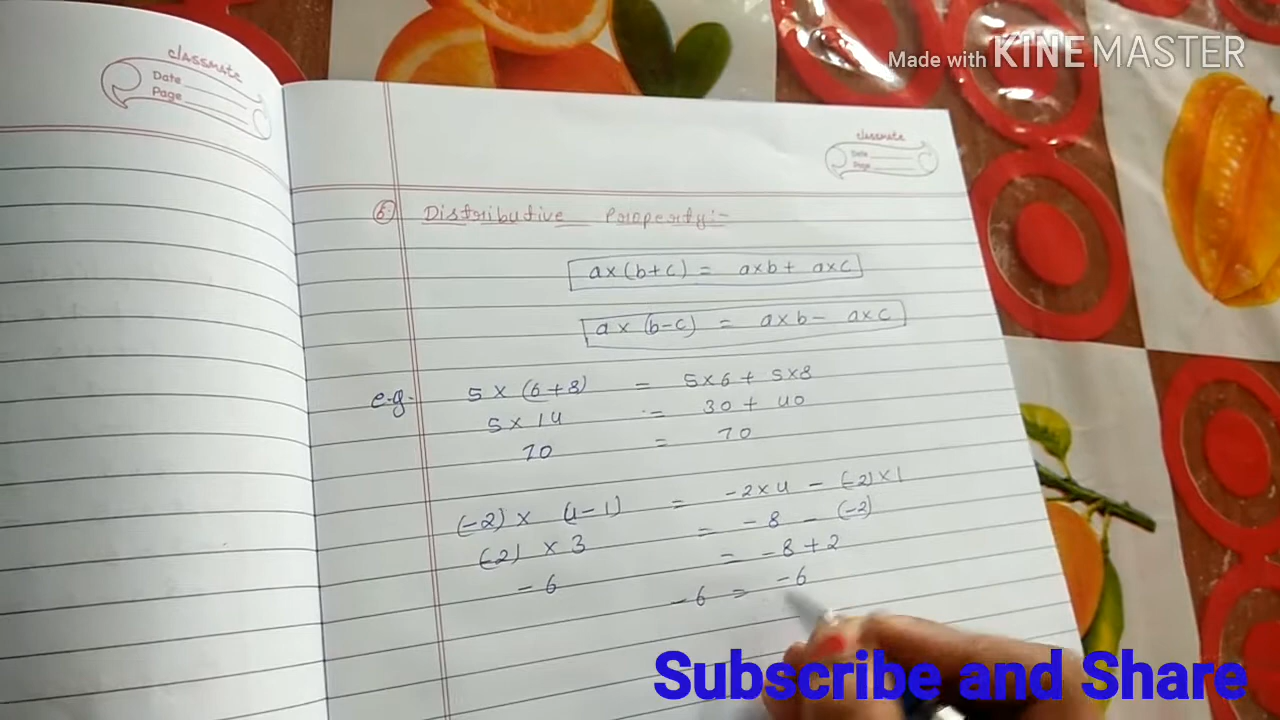 Made with KINEMASTER
classmate
Date
Page
classmate
Date
Page
6. Distributive Property:-
a×(b+c) = a×b + a×c
a×(b-c) = a×b - a×c
e.g. 5 × (6+8) = 5×6 + 5×8
5 × 14 = 30 + 40
70 = 70
(-2) × (4-1) = -2×4 - (-2)×1
(-2) × 3 = -8 - (-2)
= -8+2
-6
-6 = -6
Subscribe and Share